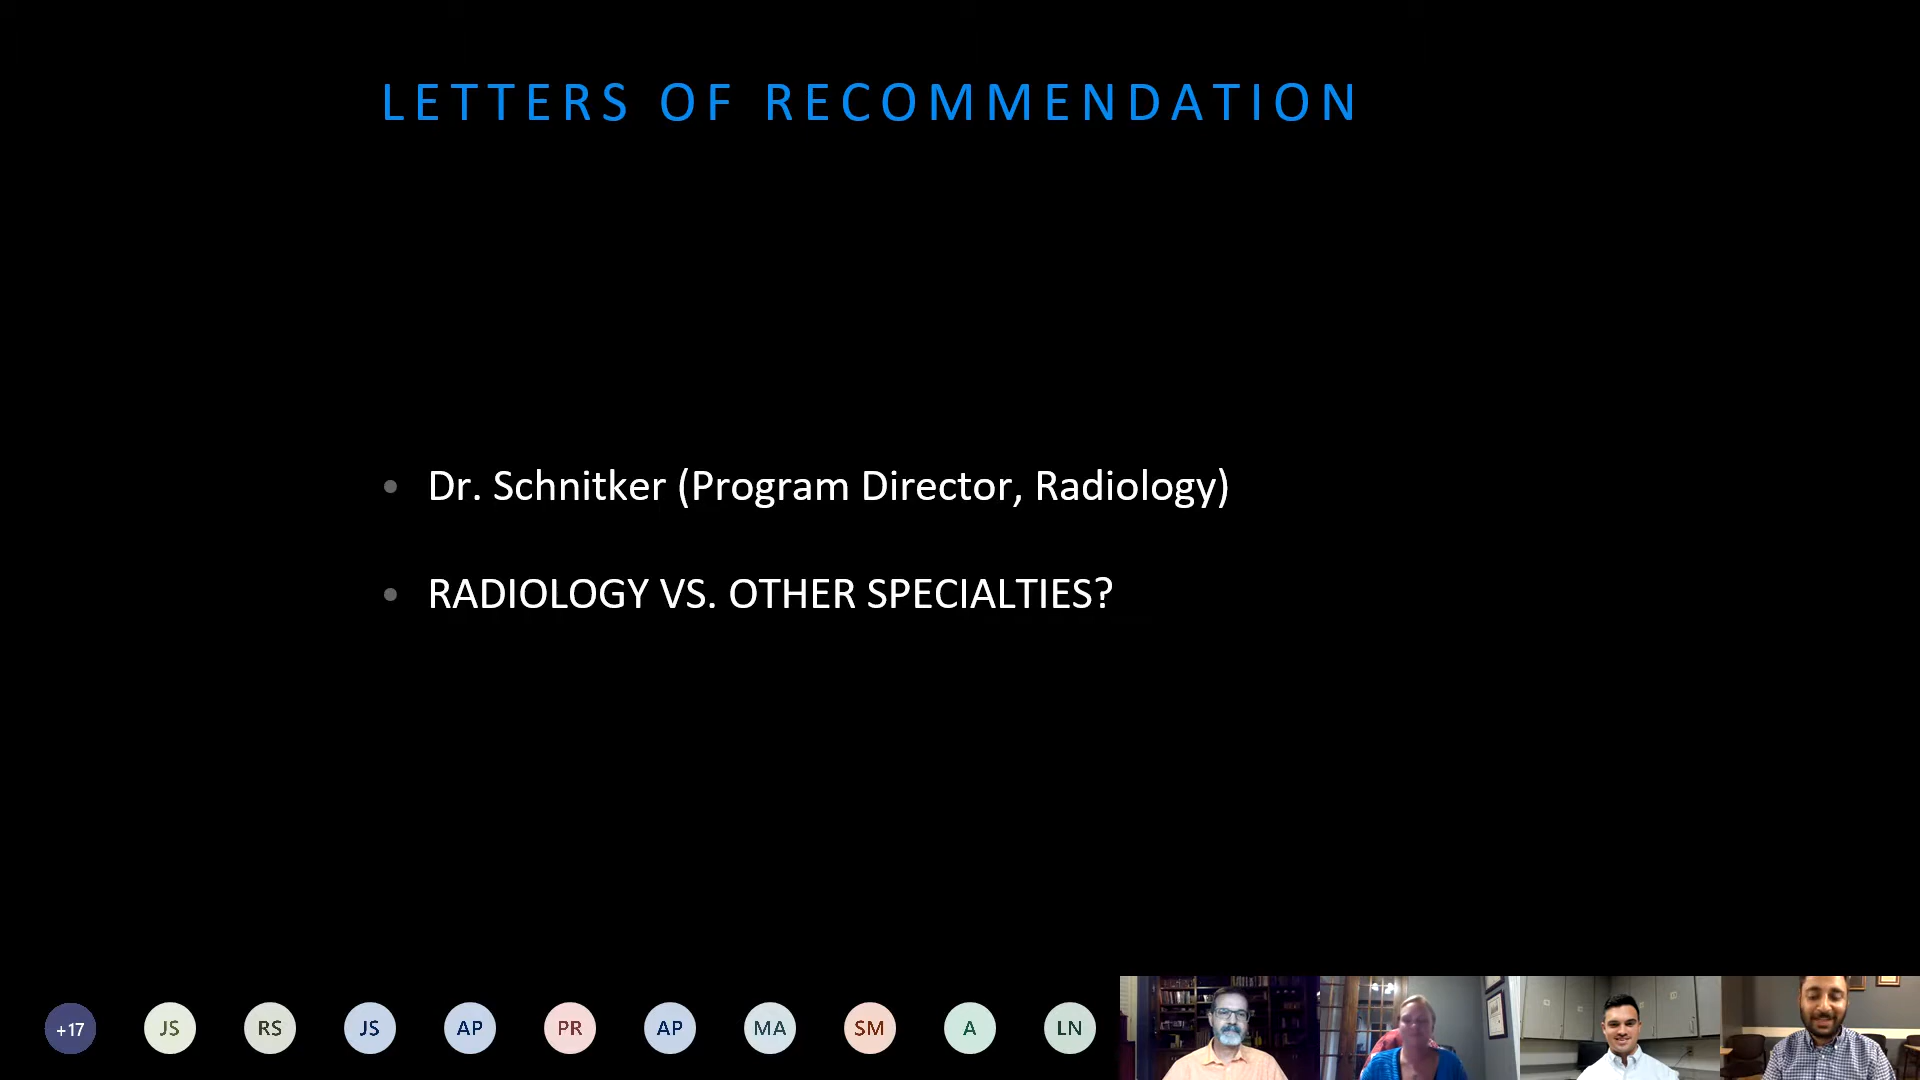 LETTERS OF RECOMMENDATION
• Dr. Schnitker (Program Director, Radiology)
• RADIOLOGY VS. OTHER SPECIALTIES?
+17 JS RS JS AP PR AP MA SM A LN